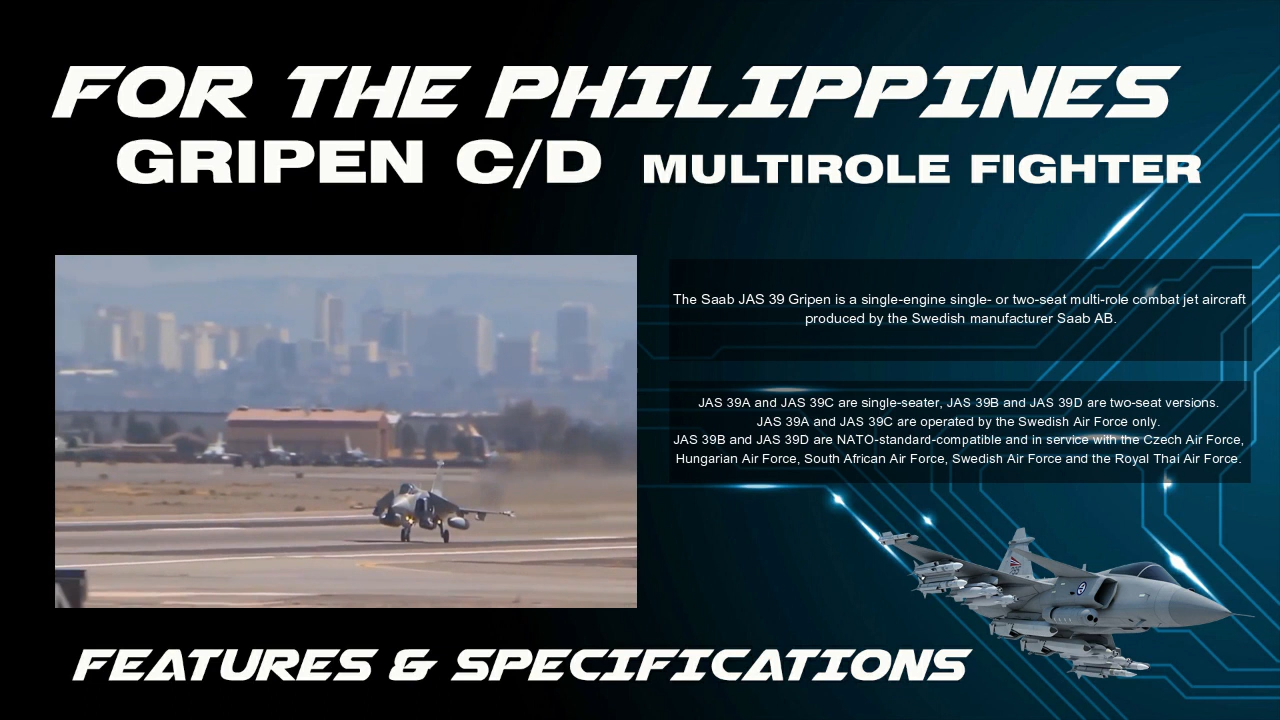 FOR THE PHILIPPINES
GRIPEN C/D MULTIROLE FIGHTER
The Saab JAS 39 Gripen is a single-engine single- or two-seat multi-role combat jet aircraft
produced by the Swedish manufacturer Saab AB.
JAS 39A and JAS 39C are single-seater, JAS 39B and JAS 39D are two-seat versions.
JAS 39A and JAS 39C are operated by the Swedish Air Force only.
JAS 39B and JAS 39D are NATO-standard-compatible and in service with the Czech Air Force,
Hungarian Air Force, South African Air Force, Swedish Air Force and the Royal Thai Air Force.
FEATURES & SPECIFICATIONS